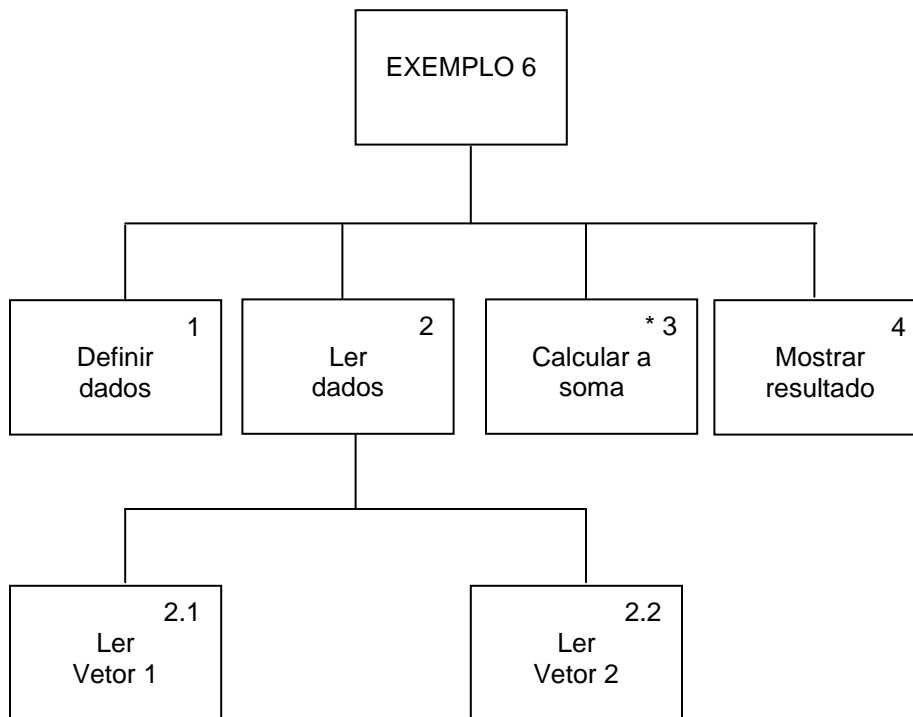 EXEMPLO 6
1
Definir
dados
2
Ler
dados
* 3
Calcular a
soma
4
Mostrar
resultado
2.1
Ler
Vetor 1
2.2
Ler
Vetor 2